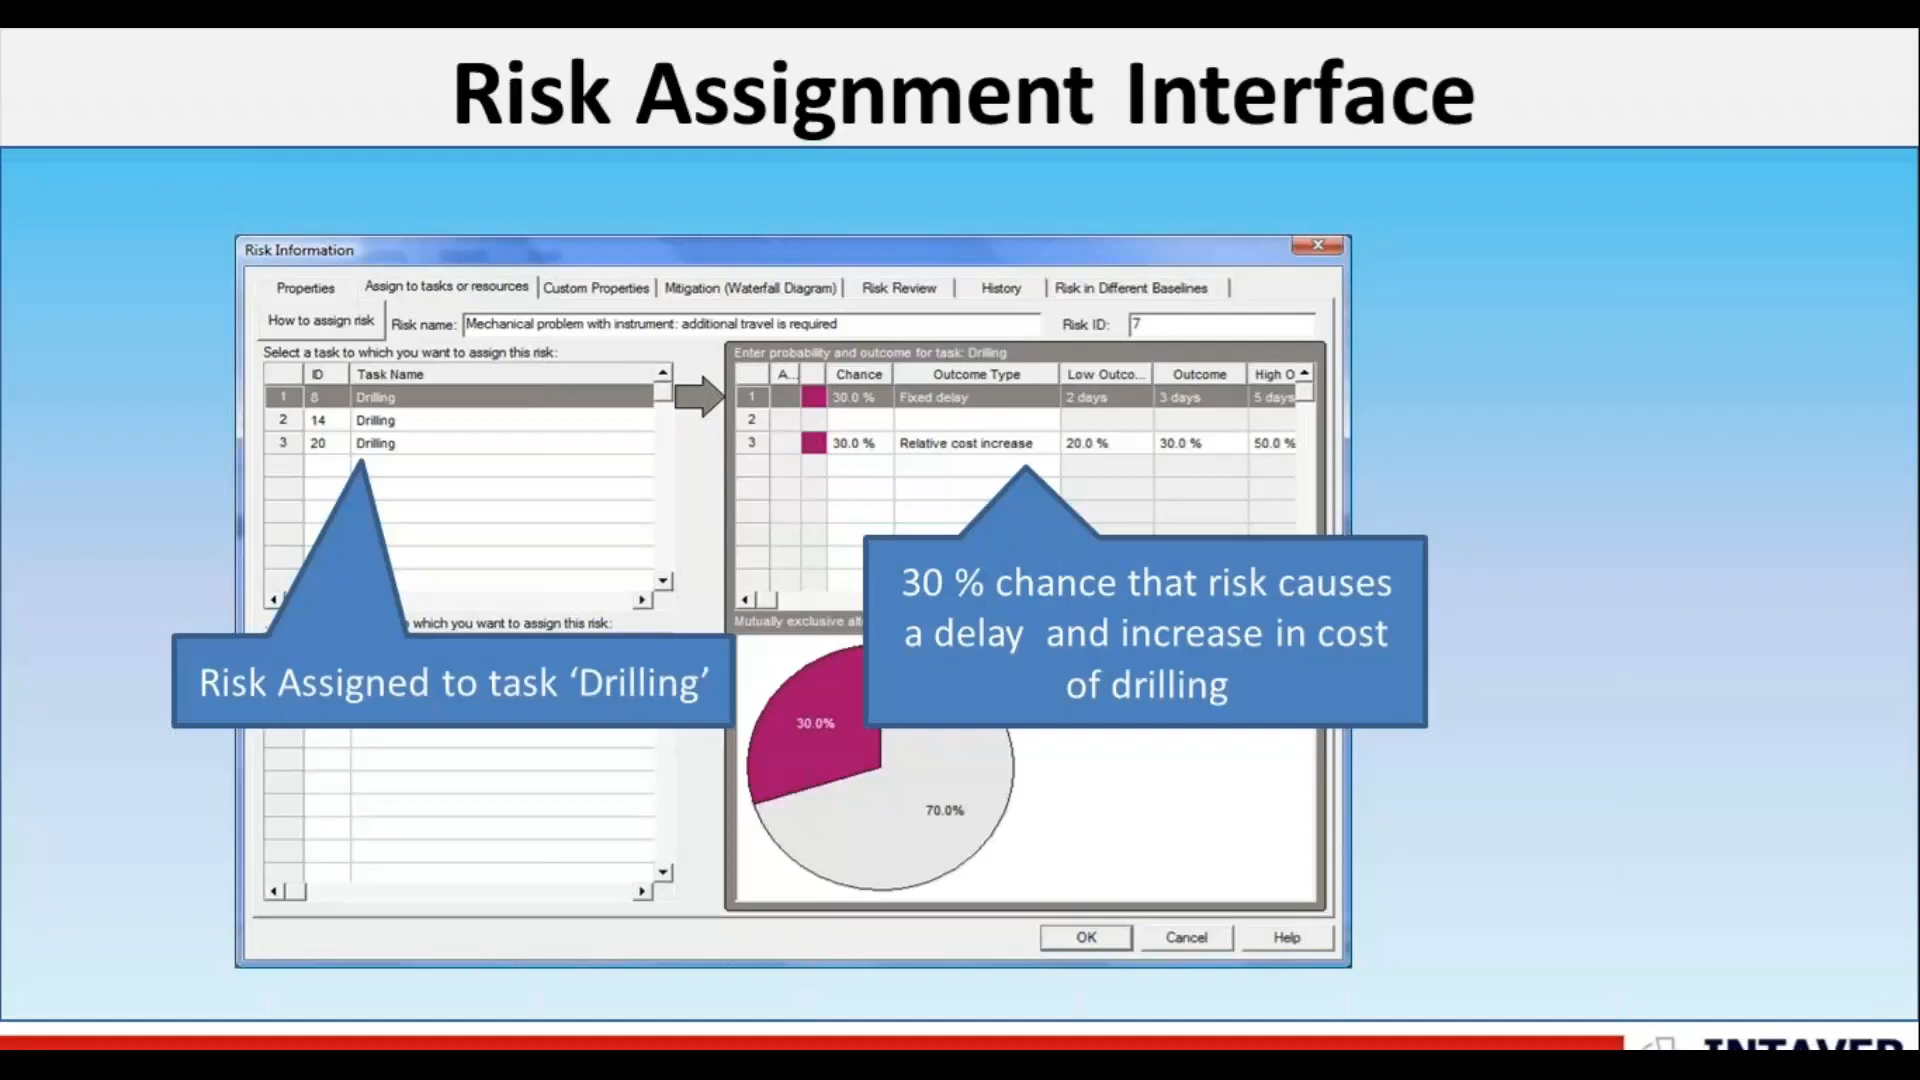 Risk Assignment Interface
Risk Information
Properties Assign to tasks or resources Custom Properties Mitigation (Waterfall Diagram) Risk Review History Risk in Different Baselines
How to assign risk Risk name: Mechanical problem with instrument: additional travel is required Risk ID: 7
Select a task to which you want to assign this risk: Enter probability and outcome for task: Drilling
ID Task Name A... Chance Outcome Type Low Outco... Outcome High O
1 8 Drilling 1 30.0 % Fixed delay 2 days 3 days 5 days
2 14 Drilling 2
3 20 Drilling 3 30.0 % Relative cost increase 20.0 % 30.0 % 50.0 %
30 % chance that risk causes
a delay and increase in cost
of drilling
which you want to assign this risk: Mutually exclusive
Risk Assigned to task ‘Drilling’
30.0%
70.0%
OK Cancel Help
INTAVER